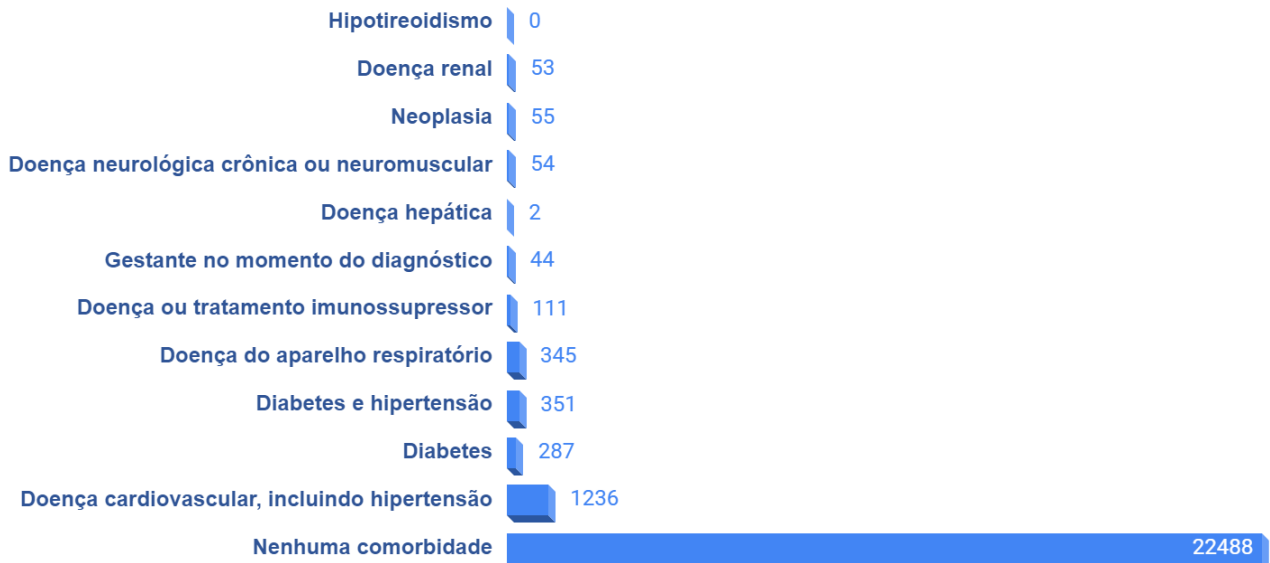 Hipotireoidismo 0
Doença renal 53
Neoplasia 55
Doença neurológica crônica ou neuromuscular 54
Doença hepática 2
Gestante no momento do diagnóstico 44
Doença ou tratamento imunossupressor 111
Doença do aparelho respiratório 345
Diabetes e hipertensão 351
Diabetes 287
Doença cardiovascular, incluindo hipertensão 1236
Nenhuma comorbidade 22488